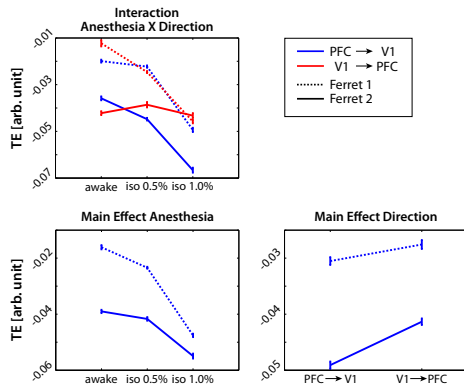 Interaction
Anesthesia X Direction
TE [arb.unit]
-0.01
-0.03
-0.05
-0.07
awake iso 0.5% iso 1.0%
PFC → V1
V1 → PFC
Ferret 1
Ferret 2
Main Effect Anesthesia
TE [arb.unit]
-0.02
-0.04
-0.06
awake iso 0.5% iso 1.0%
Main Effect Direction
-0.03
-0.04
-0.05
PFC→V1 V1→PFC